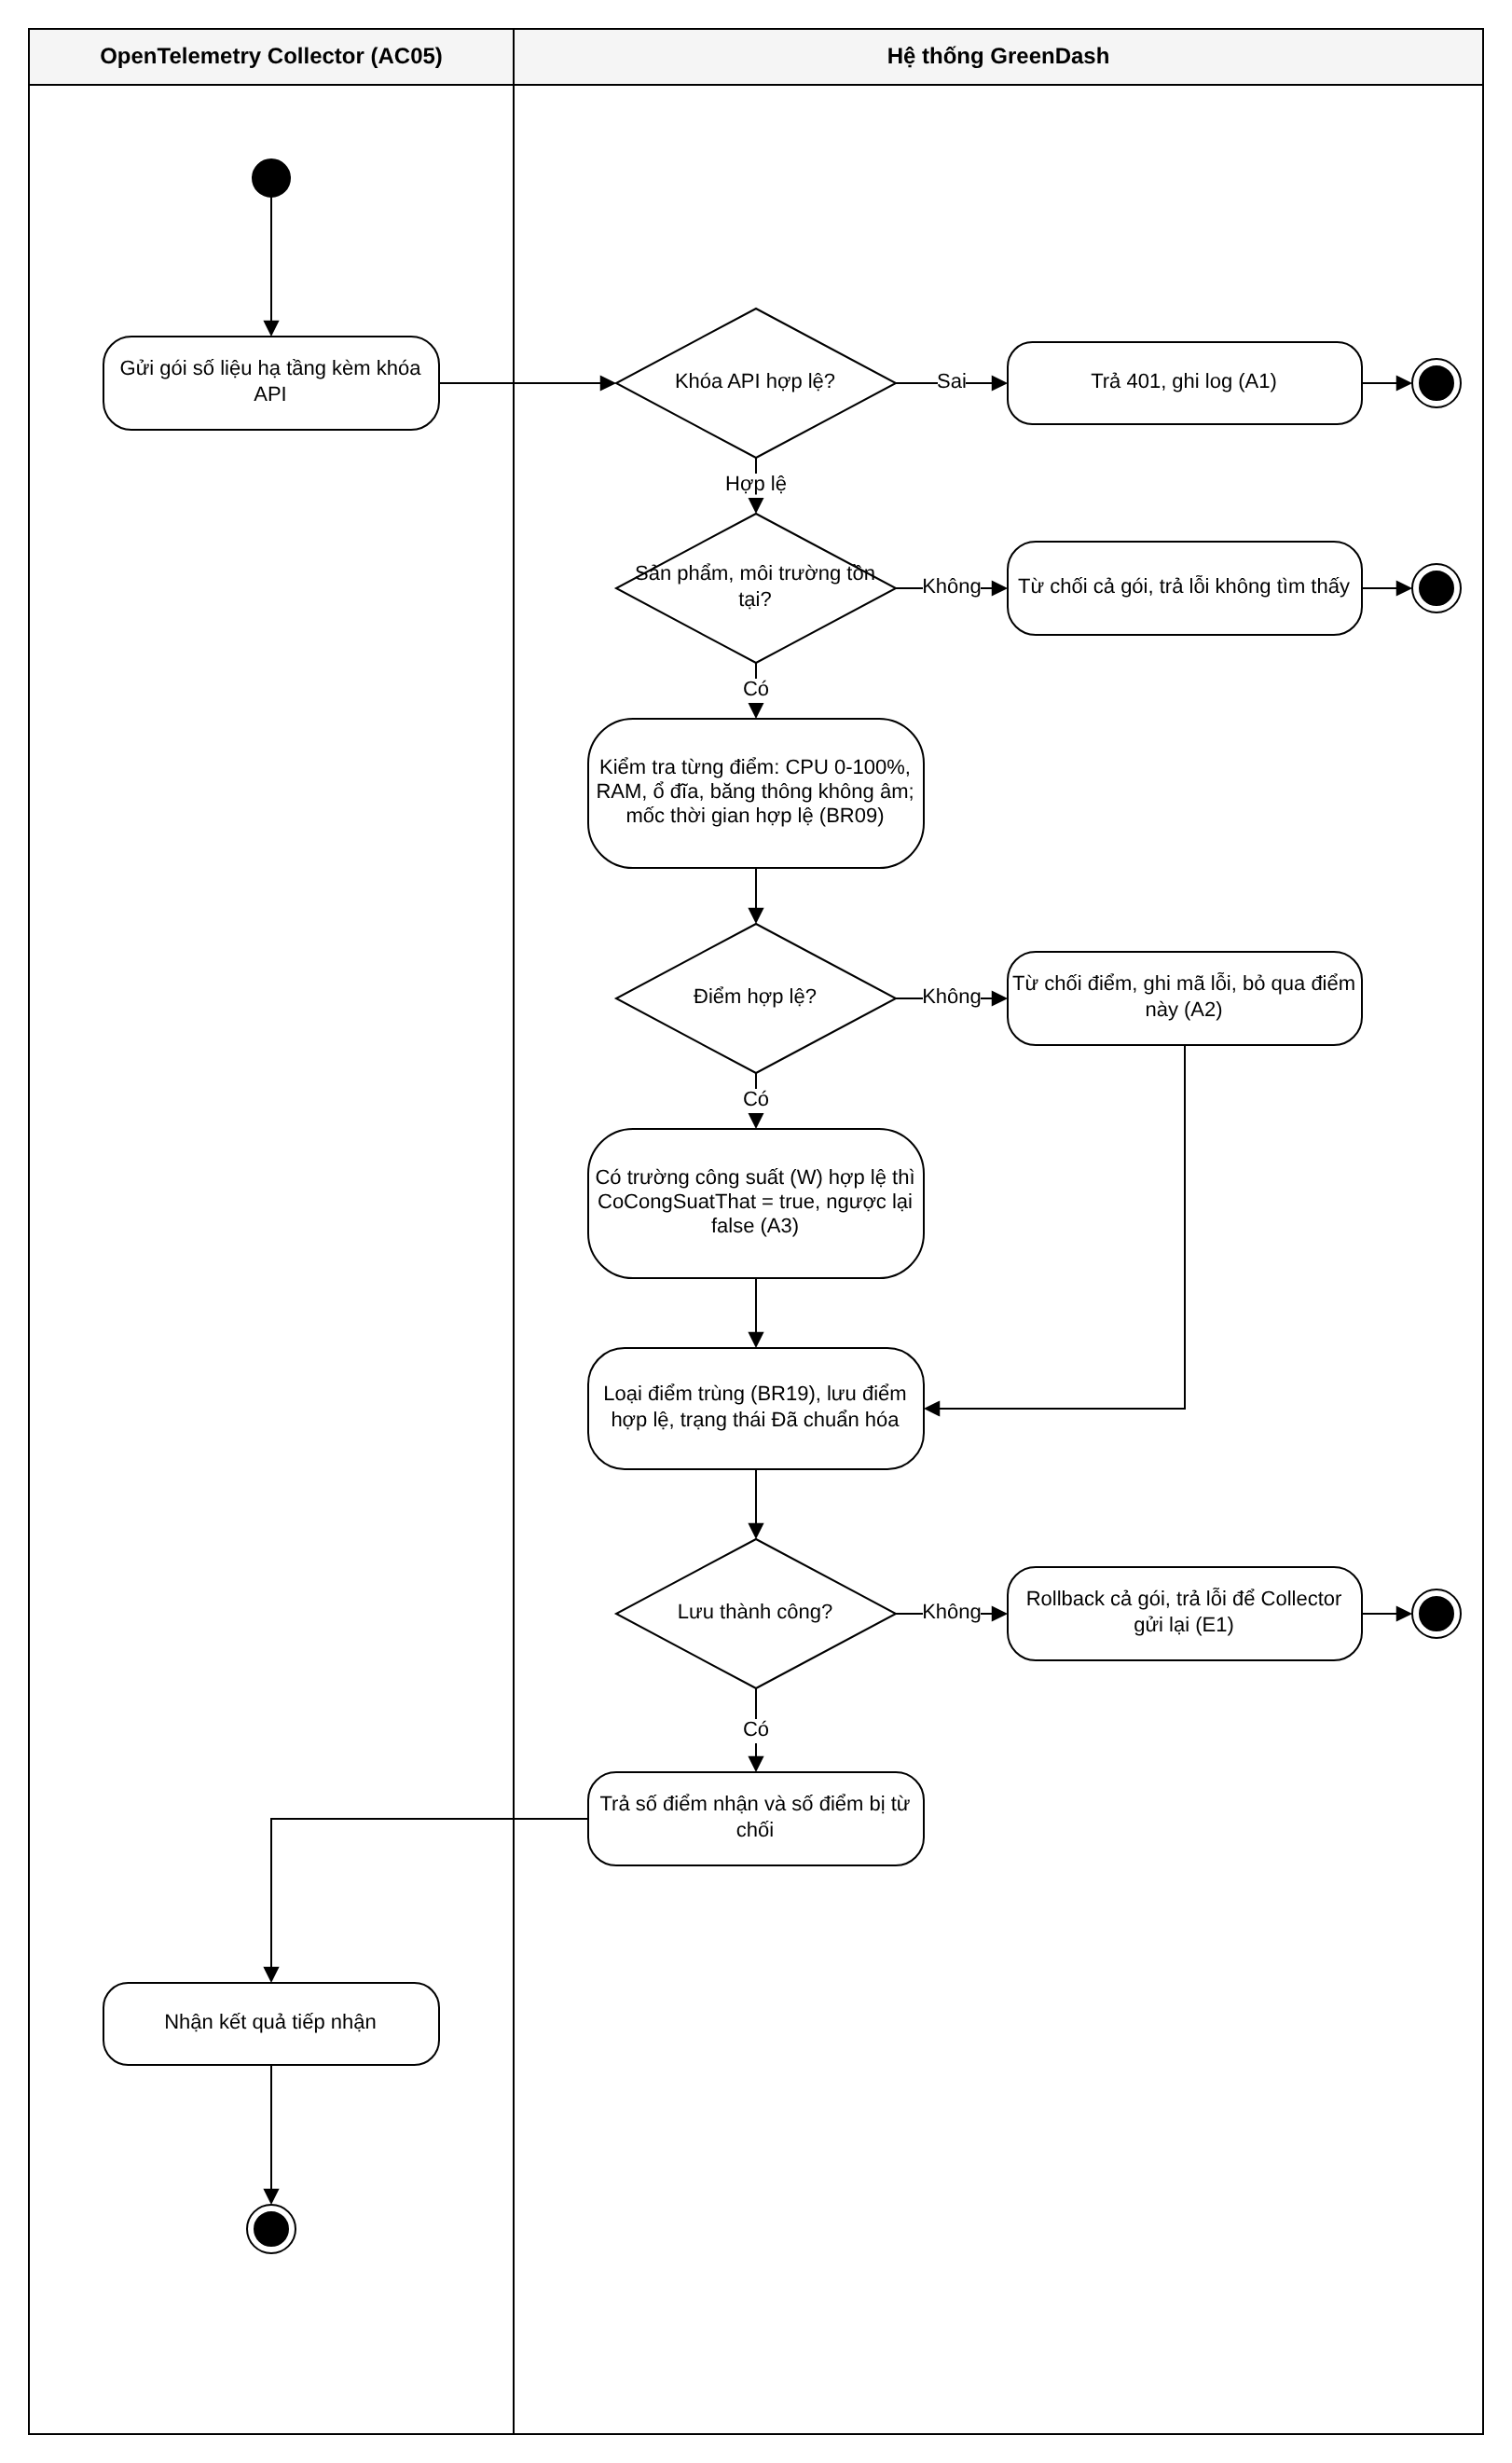 OpenTelemetry Collector (AC05)
Hệ thống GreenDash
Gửi gói số liệu hạ tầng kèm khóa
API
Khóa API hợp lệ?
Sai
Trả 401, ghi log (A1)
Hợp lệ
Sản phẩm, môi trường tồn
tại?
Không
Từ chối cả gói, trả lỗi không tìm thấy
Có
Kiểm tra từng điểm: CPU 0-100%,
RAM, ổ đĩa, băng thông không âm;
mốc thời gian hợp lệ (BR09)
Điểm hợp lệ?
Không
Từ chối điểm, ghi mã lỗi, bỏ qua điểm
này (A2)
Có
Có trường công suất (W) hợp lệ thì
CoCongSuatThat = true, ngược lại
false (A3)
Loại điểm trùng (BR19), lưu điểm
hợp lệ, trạng thái Đã chuẩn hóa
Lưu thành công?
Không
Rollback cả gói, trả lỗi để Collector
gửi lại (E1)
Có
Trả số điểm nhận và số điểm bị từ
chối
Nhận kết quả tiếp nhận